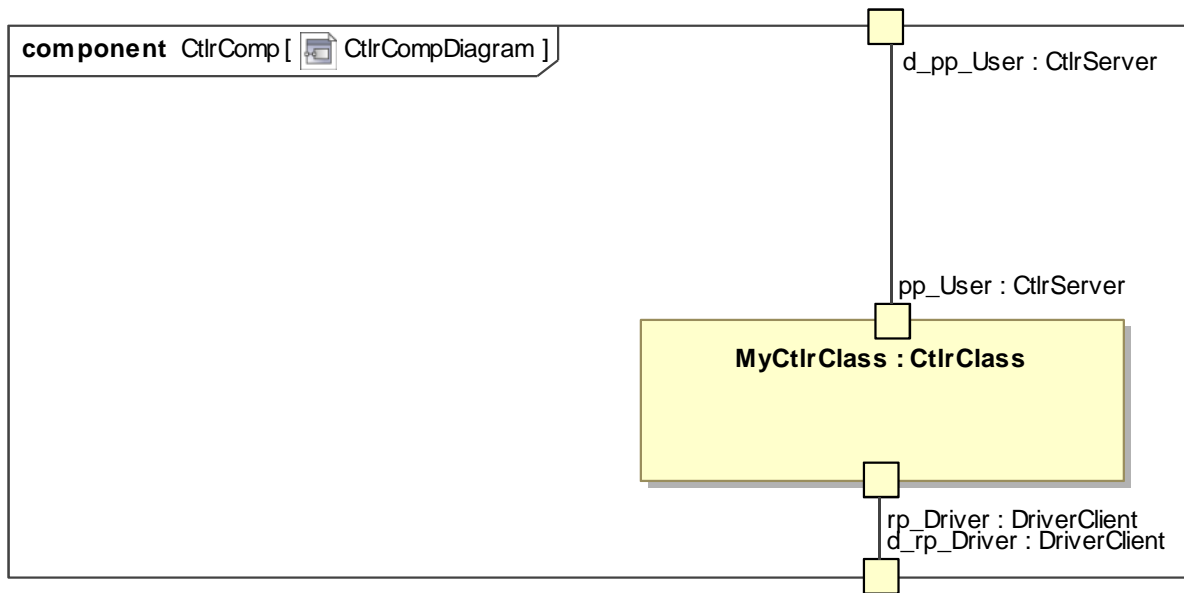 component CtlrComp [ CtlrCompDiagram ]
d_pp_User : CtlrServer
pp_User : CtlrServer
MyCtlrClass : CtlrClass
rp_Driver : DriverClient
d_rp_Driver : DriverClient